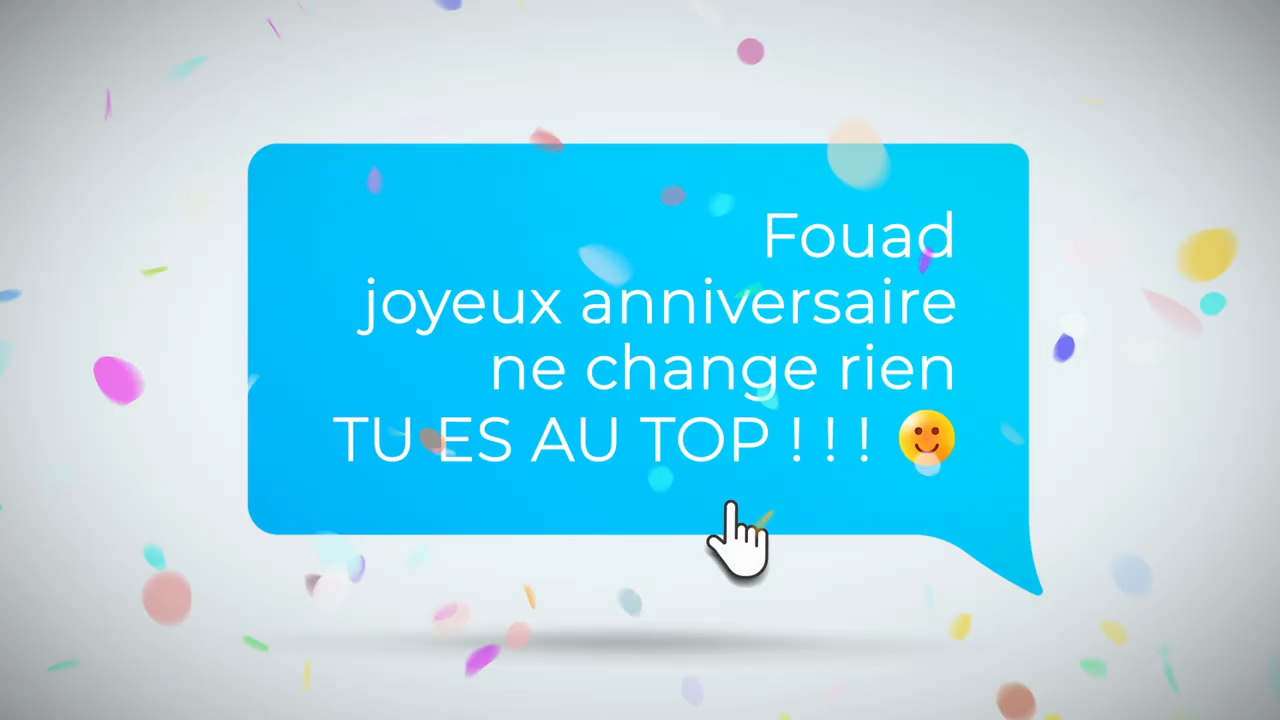 Fouad
joyeux anniversaire
ne change rien
TU ES AU TOP ! ! ! 🙂